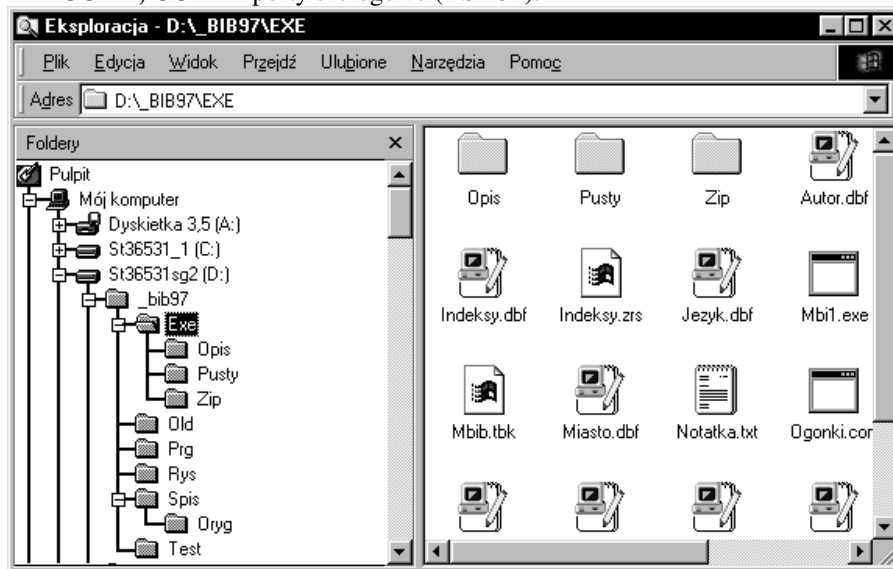 Eksploracja - D:\_BIB97\EXE
Plik Edycja Widok Przejdź Ulubione Narzędzia Pomoc
Adres D:\_BIB97\EXE
Foldery
Pulpit
Mój komputer
Dyskietka 3,5 (A:)
St36531_1 (C:)
St36531sg2 (D:)
_bib97
Exe
Opis
Pusty
Zip
Old
Prg
Rys
Spis
Oryg
Test
Opis Pusty Zip Autor.dbf
Indeksy.dbf Indeksy.zrs Jezyk.dbf Mbi1.exe
Mbib.tbk Miasto.dbf Notatka.txt Ogonki.com